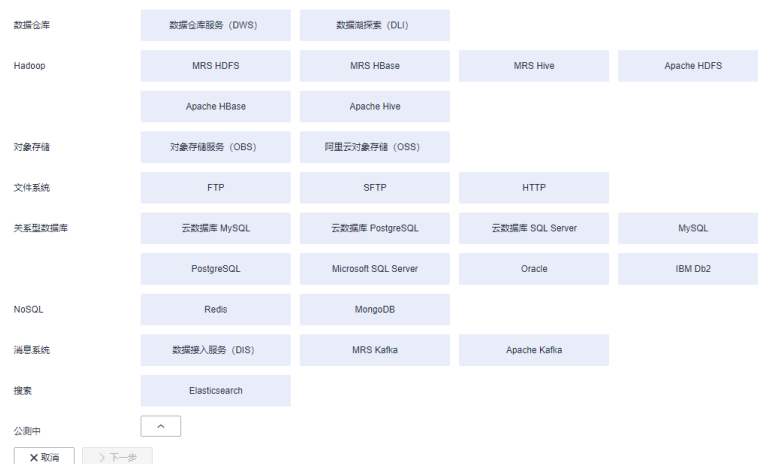 数据仓库 数据仓库服务（DWS） 数据湖探索（DLI）
Hadoop MRS HDFS MRS HBase MRS Hive Apache HDFS
Apache HBase Apache Hive
对象存储 对象存储服务（OBS） 阿里云对象存储（OSS）
文件系统 FTP SFTP HTTP
关系型数据库 云数据库 MySQL 云数据库 PostgreSQL 云数据库 SQL Server MySQL
PostgreSQL Microsoft SQL Server Oracle IBM Db2
NoSQL Redis MongoDB
消息系统 数据接入服务（DIS） MRS Kafka Apache Kafka
搜索 Elasticsearch
公测中
取消 下一步